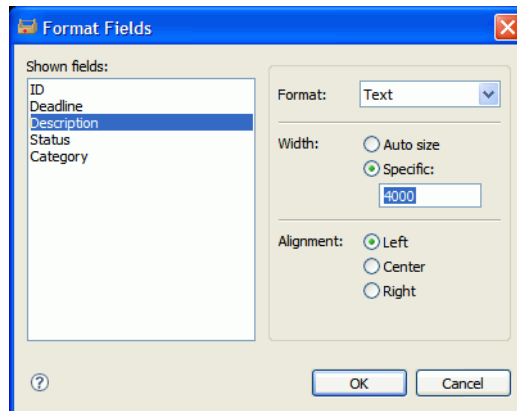 Format Fields
Shown fields:
ID
Deadline
Description
Status
Category
Format:
Text
Width:
Auto size
Specific:
4000
Alignment:
Left
Center
Right
?
OK
Cancel